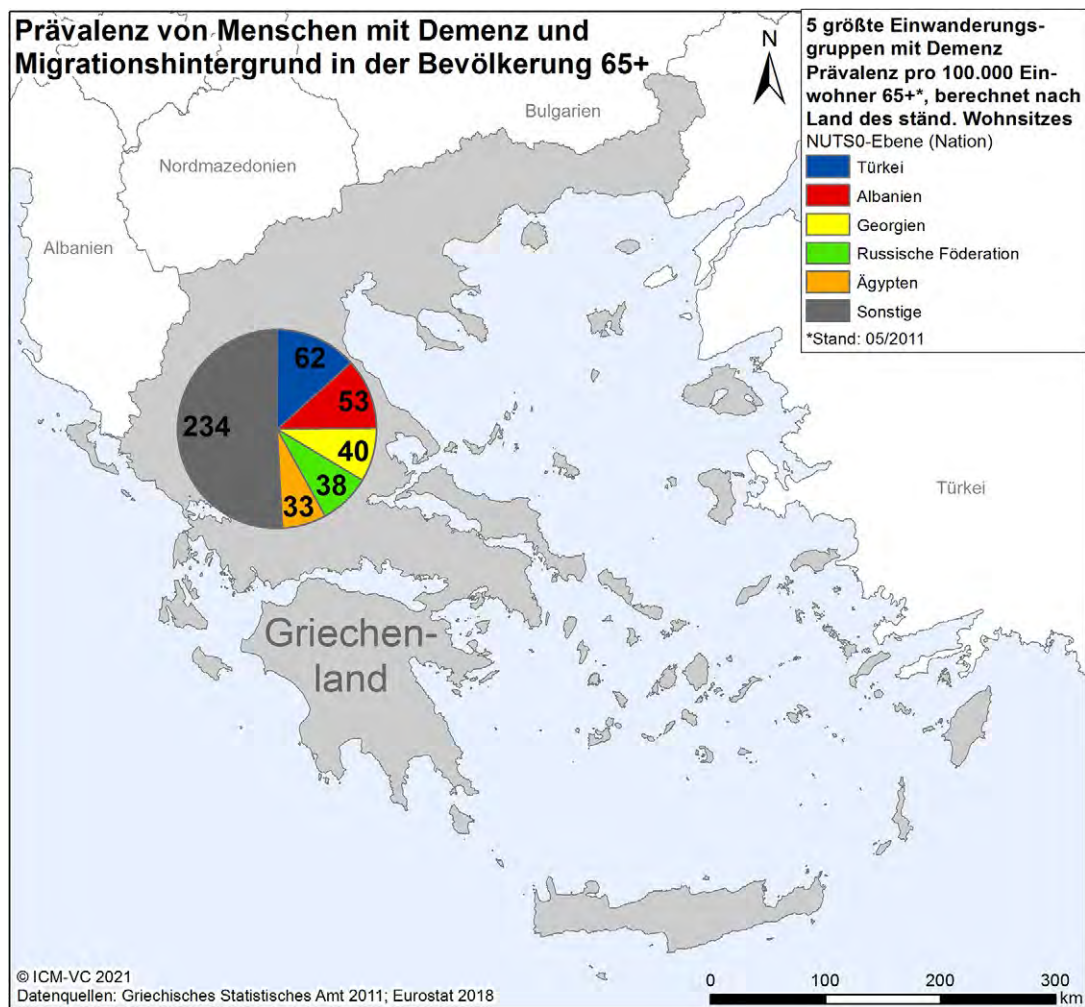 Prävalenz von Menschen mit Demenz und
Migrationshintergrund in der Bevölkerung 65+
N
5 größte Einwanderungs-
gruppen mit Demenz
Prävalenz pro 100.000 Ein-
wohner 65+*, berechnet nach
Land des ständ. Wohnsitzes
NUTS0-Ebene (Nation)
Türkei
Albanien
Georgien
Russische Föderation
Ägypten
Sonstige
*Stand: 05/2011
Bulgarien
Nordmazedonien
Albanien
62
53
234
40
38
33
Türkei
Griechen-
land
© ICM-VC 2021
Datenquellen: Griechisches Statistisches Amt 2011; Eurostat 2018
0 100 200 300
km